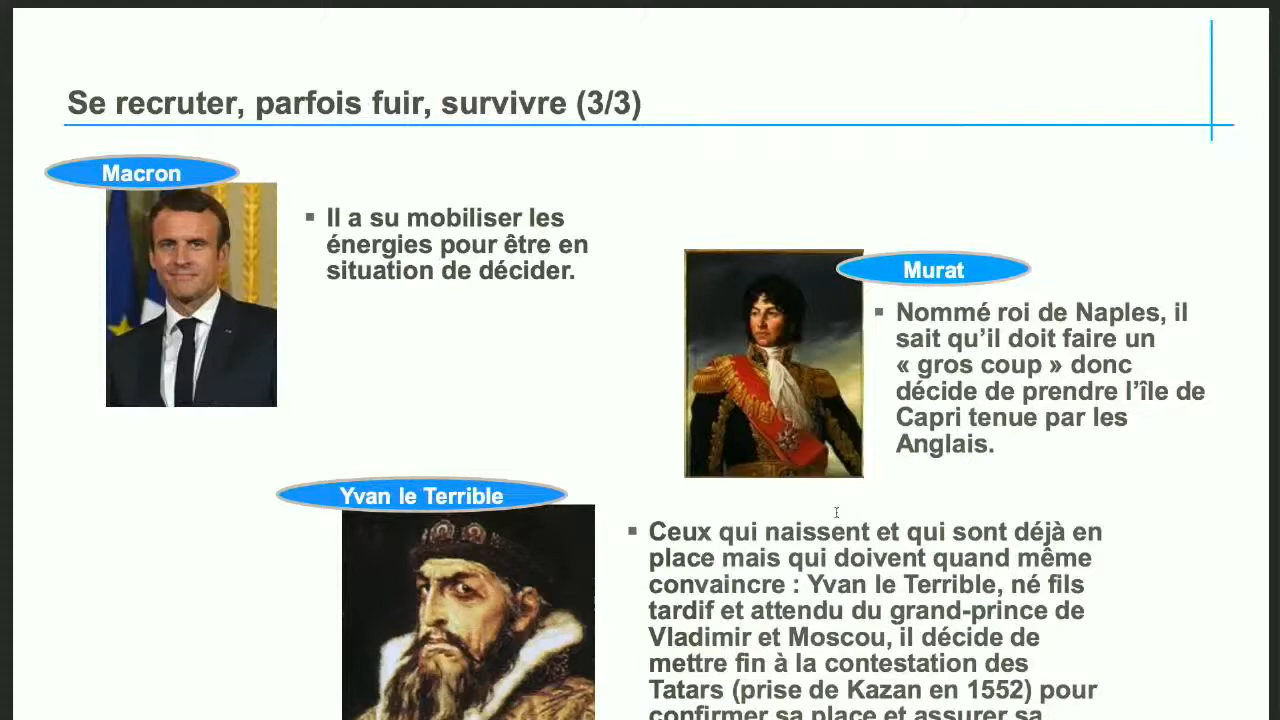 Se recruter, parfois fuir, survivre (3/3)
Macron
▪ Il a su mobiliser les
énergies pour être en
situation de décider.
Murat
▪ Nommé roi de Naples, il
sait qu’il doit faire un
« gros coup » donc
décide de prendre l’île de
Capri tenue par les
Anglais.
Yvan le Terrible
▪ Ceux qui naissent et qui sont déjà en
place mais qui doivent quand même
convaincre : Yvan le Terrible, né fils
tardif et attendu du grand-prince de
Vladimir et Moscou, il décide de
mettre fin à la contestation des
Tatars (prise de Kazan en 1552) pour
confirmer sa place et assurer sa